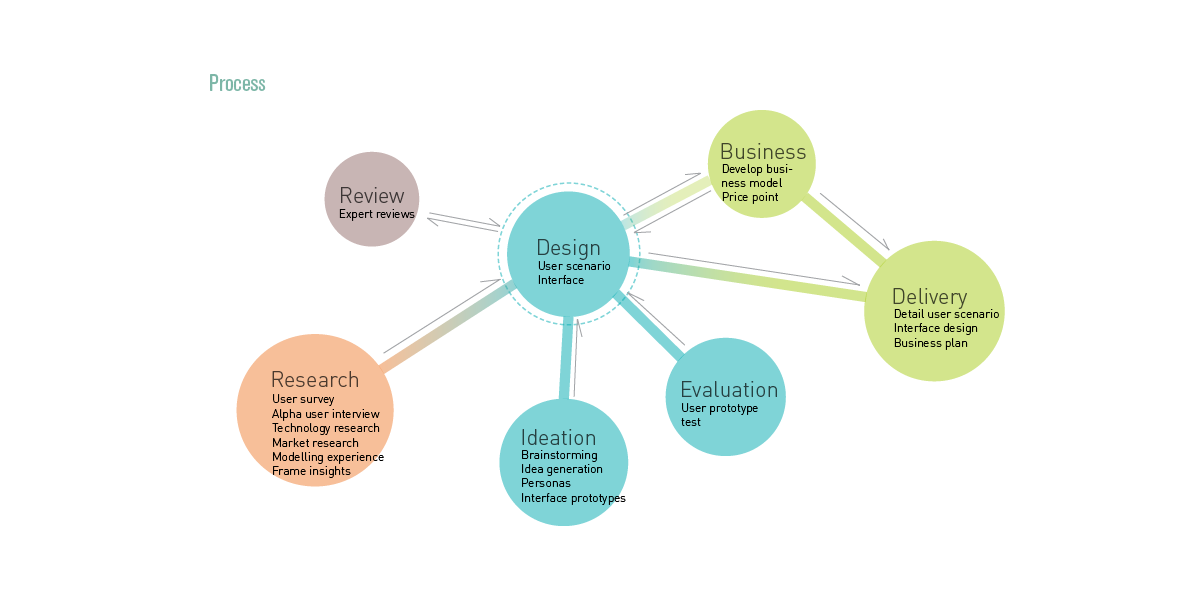 Process
Review
Expert reviews
Design
User scenario
Interface
Business
Develop busi-
ness model
Price point
Delivery
Detail user scenario
Interface design
Business plan
Research
User survey
Alpha user interview
Technology research
Market research
Modelling experience
Frame insights
Ideation
Brainstorming
Idea generation
Personas
Interface prototypes
Evaluation
User prototype
test